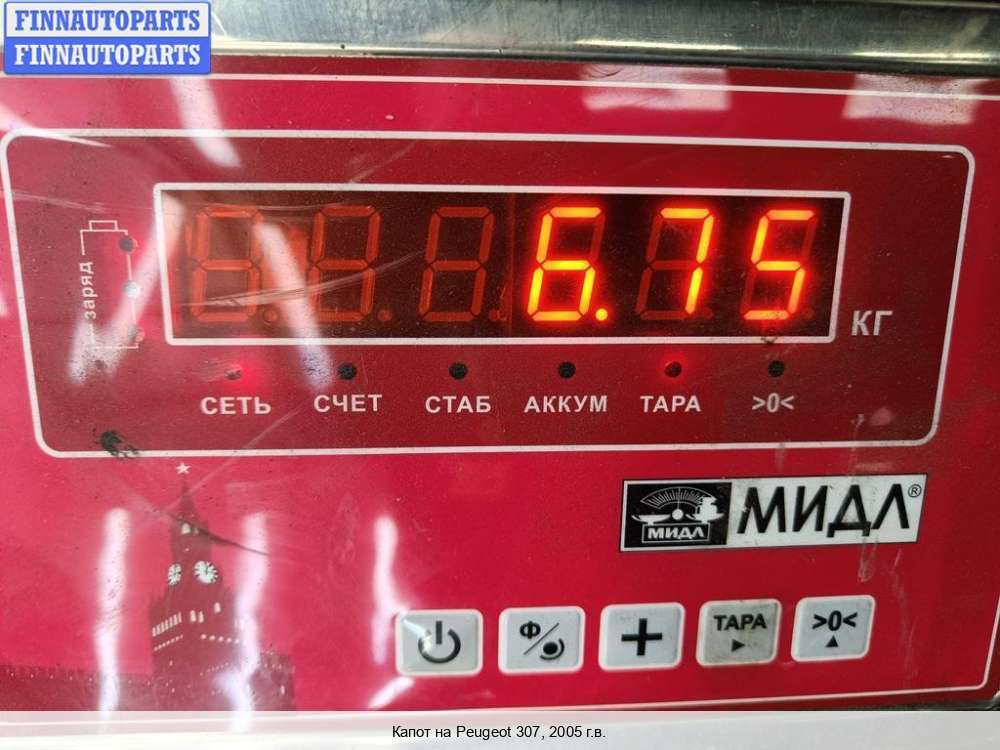 FINNAUTOPARTS
FINNAUTOPARTS
заряд
6.75
КГ
СЕТЬ СЧЕТ СТАБ АККУМ ТАРА >0<
МИДЛ МИДЛ®
Ф ТАРА >0<
Капот на Peugeot 307, 2005 г.в.